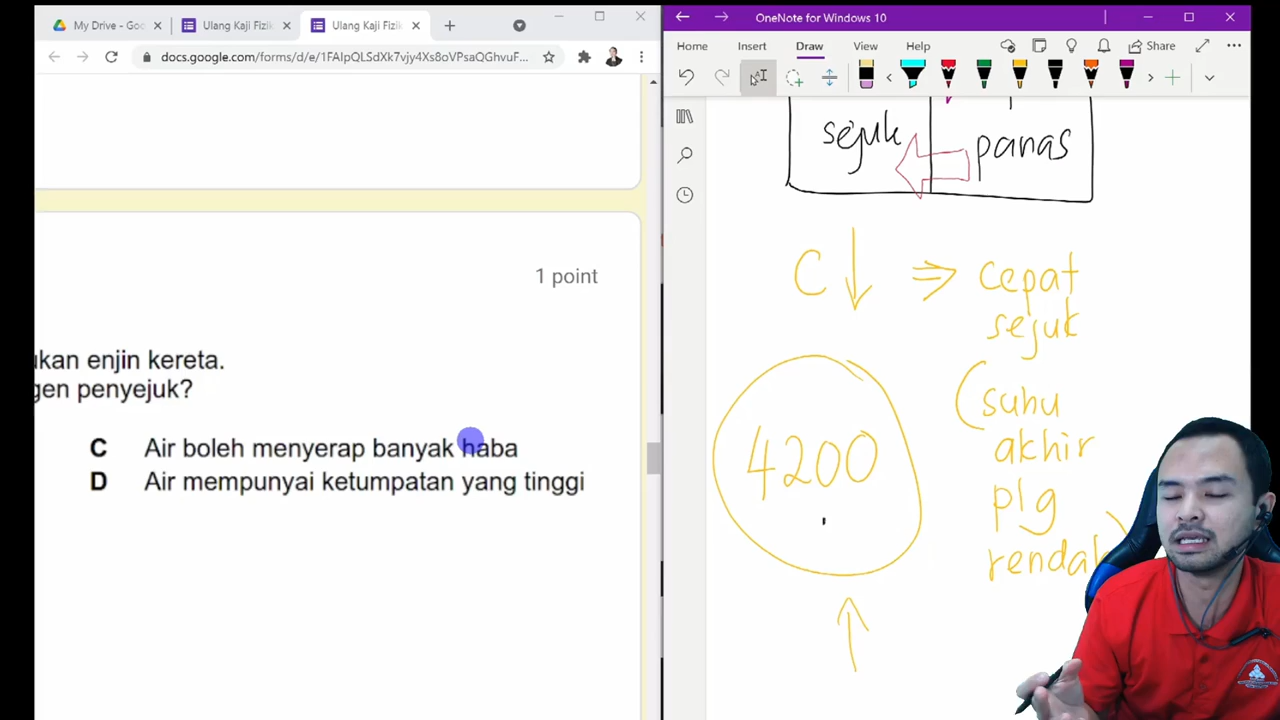 My Drive - Goo
Ulang Kaji Fizik
Ulang Kaji Fizik
docs.google.com/forms/d/e/1FAIpQLSdXk7vjy4Xs8oVPsaQGhvuF...
1 point
ukan enjin kereta.
gen penyejuk?
C Air boleh menyerap banyak haba
D Air mempunyai ketumpatan yang tinggi
OneNote for Windows 10
Home Insert Draw View Help Share
sejuk panas
C ↓ ⇒ cepat
sejuk
4200
(suhu
akhir
plg
rendah)